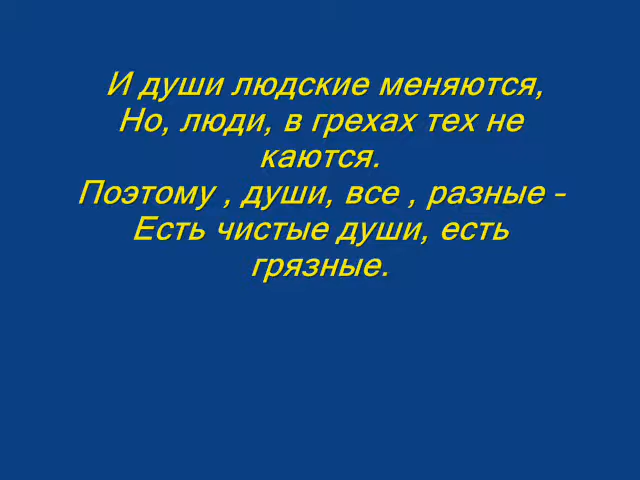 И души людские меняются,
Но, люди, в грехах тех не
каются.
Поэтому , души, все , разные –
Есть чистые души, есть
грязные.